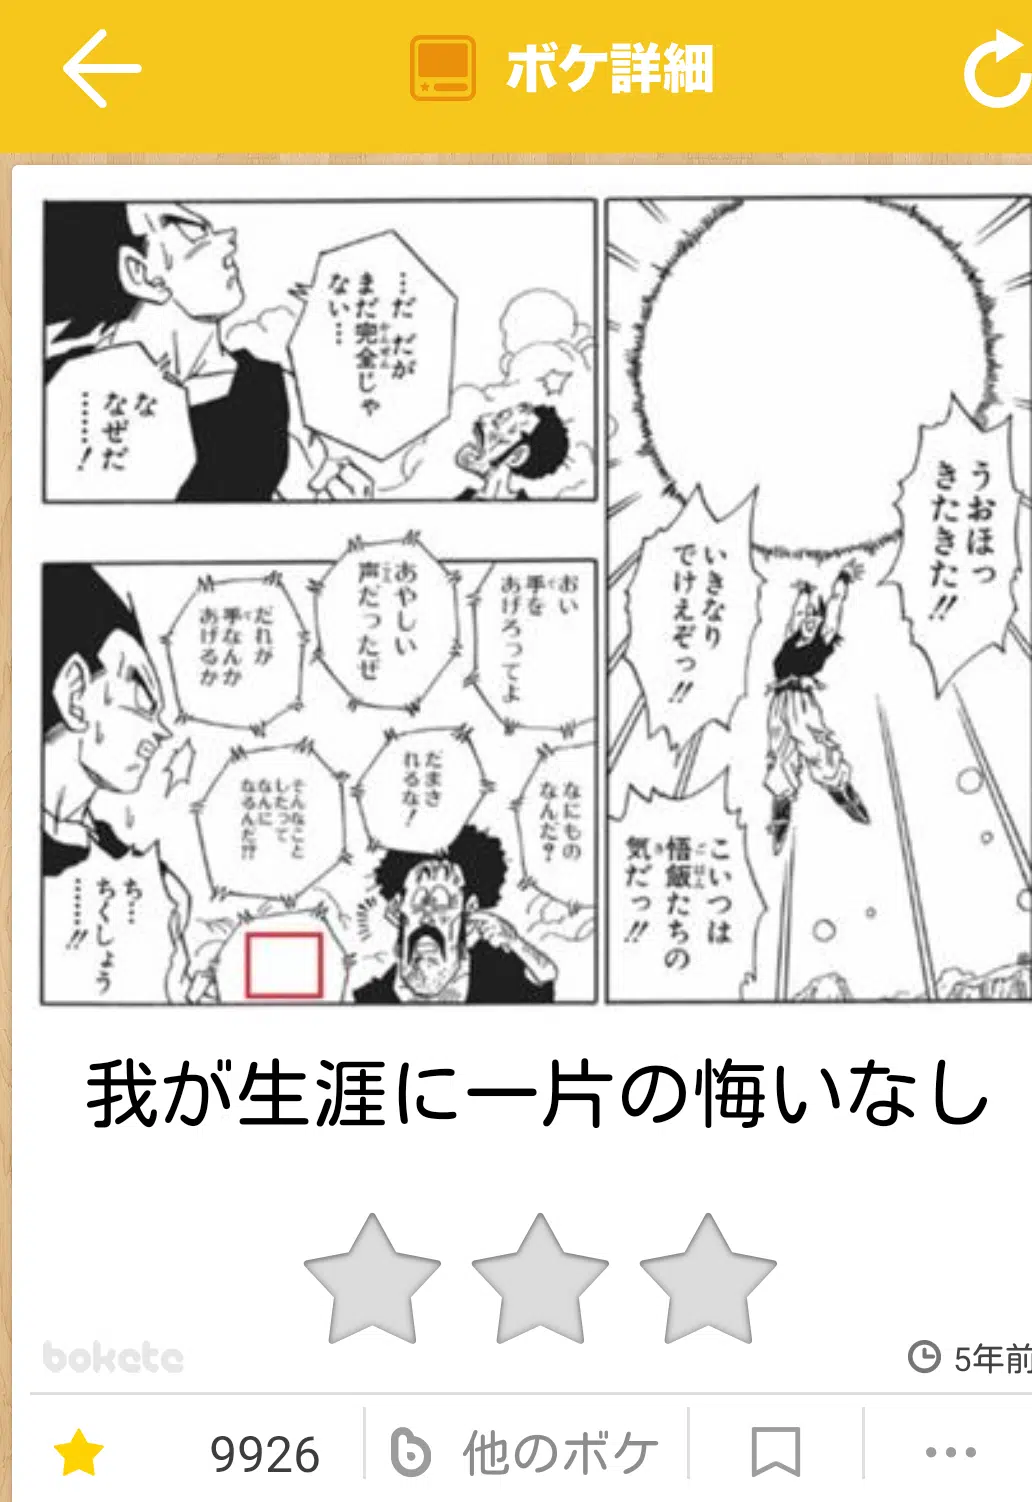 ボケ詳細
うおほっ
きたきた!!
いきなり
でけえぞっ!!
こいつは
悟飯たちの
気だっ!!
…だ だが
まだ完全じゃ
ない…
な
なぜだ
……!
おい
手を
あげろってよ
あやしい
声だったぜ
だれが
手なんか
あげるか
なにもの
なんだ?
だまさ
れるな!
そんなこと
したって
なんに
なるんだ!?
ち…
ちくしょう
……!!
我が生涯に一片の悔いなし
bokete
5年前
9926
他のボケ